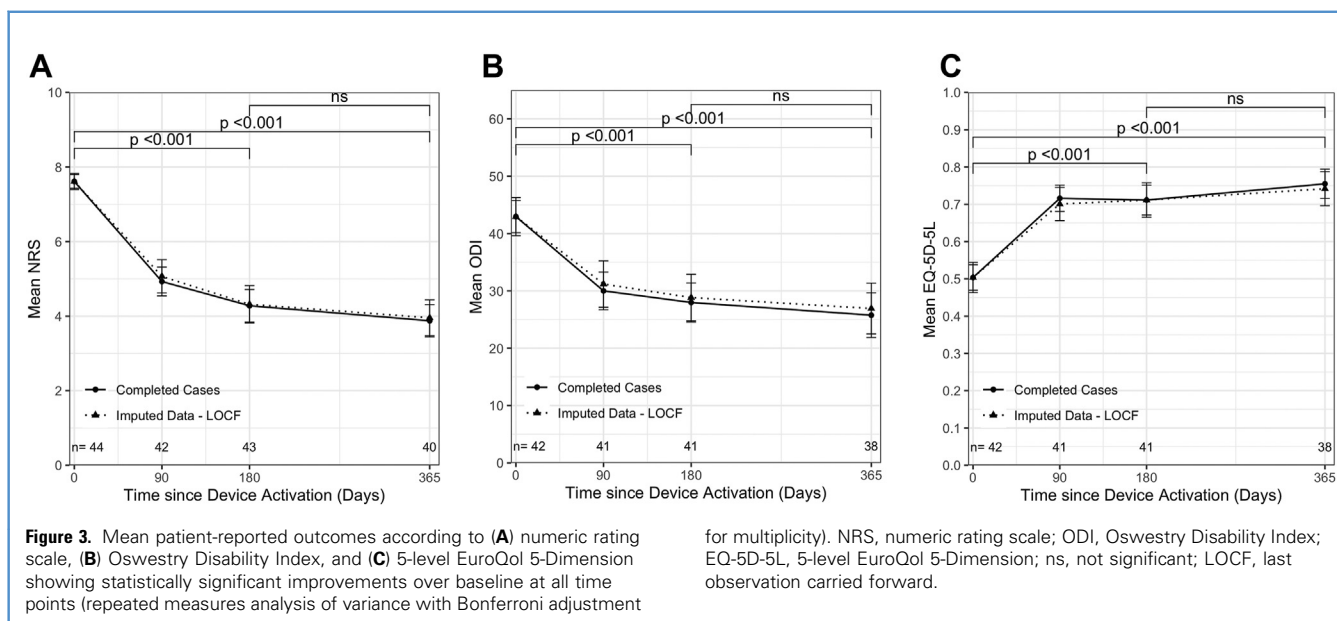 A
10
8
6
4
2
0
Mean NRS
ns
p <0.001
p <0.001
Completed Cases
Imputed Data - LOCF
n= 44 42 43 40
0 90 180 365
Time since Device Activation (Days)
B
60
50
40
30
20
10
0
Mean ODI
ns
p <0.001
p <0.001
Completed Cases
Imputed Data - LOCF
n= 42 41 41 38
0 90 180 365
Time since Device Activation (Days)
C
1.0
0.9
0.8
0.7
0.6
0.5
0.4
0.3
0.2
0.1
0.0
Mean EQ-5D-5L
ns
p <0.001
p <0.001
Completed Cases
Imputed Data - LOCF
n= 42 41 41 38
0 90 180 365
Time since Device Activation (Days)
Figure 3. Mean patient-reported outcomes according to (A) numeric rating
scale, (B) Oswestry Disability Index, and (C) 5-level EuroQol 5-Dimension
showing statistically significant improvements over baseline at all time
points (repeated measures analysis of variance with Bonferroni adjustment
for multiplicity). NRS, numeric rating scale; ODI, Oswestry Disability Index;
EQ-5D-5L, 5-level EuroQol 5-Dimension; ns, not significant; LOCF, last
observation carried forward.